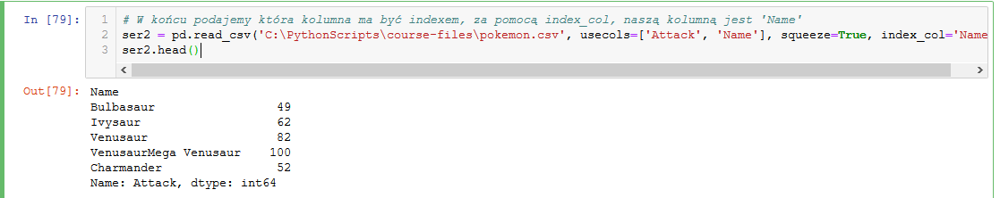 In [79]:
1 # W końcu podajemy która kolumna ma być indexem, za pomocą index_col, naszą kolumną jest 'Name'
2 ser2 = pd.read_csv('C:\PythonScripts\course-files\pokemon.csv', usecols=['Attack', 'Name'], squeeze=True, index_col='Name
3 ser2.head()
Out[79]: Name
Bulbasaur 49
Ivysaur 62
Venusaur 82
VenusaurMega Venusaur 100
Charmander 52
Name: Attack, dtype: int64